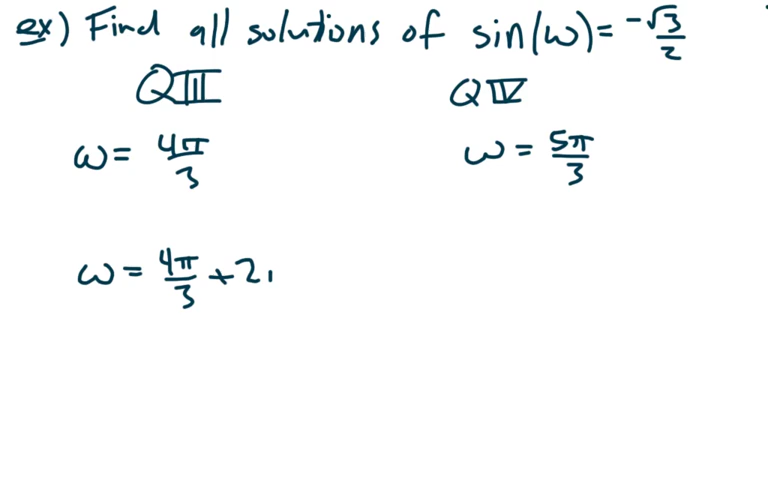 ex) Find all solutions of sin(ω) = -√3/2
QIII QIV
ω = 4π/3 ω = 5π/3
ω = 4π/3 + 2